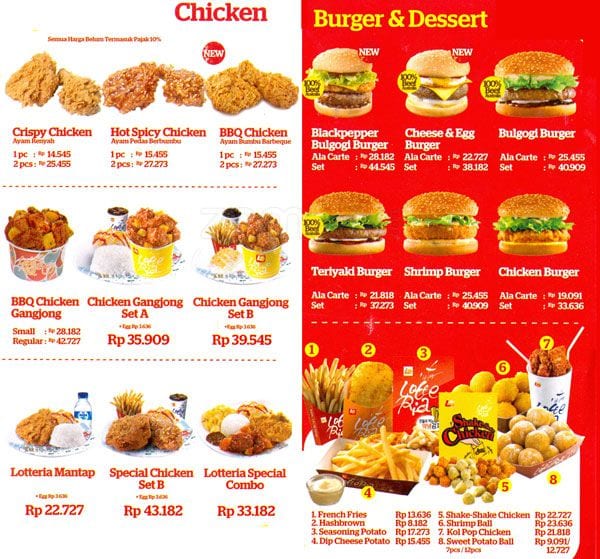 Chicken
Semua Harga Belum Termasuk Pajak 10%
NEW
Crispy Chicken
Ayam Renyah
1 pc : Rp 14.545
2 pcs : Rp 25.455
Hot Spicy Chicken
Ayam Pedas Berbumbu
1 pc : Rp 15.455
2 pcs : Rp 27.273
BBQ Chicken
Ayam Bumbu Barbeque
1 pc : Rp 15.455
2 pcs : Rp 27.273
BBQ Chicken
Gangjong
Small : Rp 28.182
Regular : Rp 42.727
Chicken Gangjong
Set A
+Egg Rp 3.636
Rp 35.909
Chicken Gangjong
Set B
+Egg Rp 3.636
Rp 39.545
Lotteria Mantap
+Egg Rp 3.636
Rp 22.727
Special Chicken
Set B
+Egg Rp 3.636
Rp 43.182
Lotteria Special
Combo
Rp 33.182
Burger & Dessert
NEW
100%
Beef
Blackpepper
Bulgogi Burger
Ala Carte : Rp 28.182
Set : Rp 44.545
NEW
100%
Beef
Cheese & Egg
Burger
Ala Carte : Rp 22.727
Set : Rp 38.182
100%
Beef
Bulgogi Burger
Ala Carte : Rp 25.455
Set : Rp 40.909
100%
Beef
Teriyaki Burger
Ala Carte : Rp 21.818
Set : Rp 37.273
Shrimp Burger
Ala Carte : Rp 25.455
Set : Rp 40.909
Chicken Burger
Ala Carte : Rp 19.091
Set : Rp 33.636
1
2
3
4
5
6
7
8
Lotte
Ria
Shake
Chicken
1. French Fries Rp 13.636
2. Hashbrown Rp 8.182
3. Seasoning Potato Rp 17.273
4. Dip Cheese Potato Rp 15.455
5. Shake-Shake Chicken Rp 22.727
6. Shrimp Ball Rp 23.636
7. Kol Pop Chicken Rp 21.818
8. Sweet Potato Ball Rp 9.091/
7pcs / 12pcs 12.727